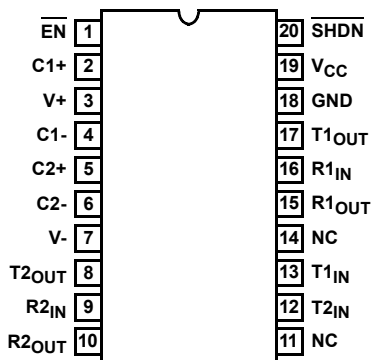 EN 1 20 SHDN
C1+ 2 19 VCC
V+ 3 18 GND
C1- 4 17 T1OUT
C2+ 5 16 R1IN
C2- 6 15 R1OUT
V- 7 14 NC
T2OUT 8 13 T1IN
R2IN 9 12 T2IN
R2OUT 10 11 NC